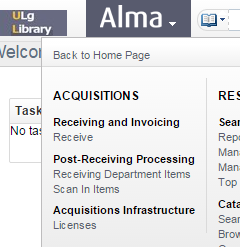 ULg
Library
Alma
Welcom
Back to Home Page
Task
No tas
ACQUISITIONS
Receiving and Invoicing
Receive
Post-Receiving Processing
Receiving Department Items
Scan In Items
Acquisitions Infrastructure
Licenses
RES
Sear
Repo
Mana
Mana
Top
Cata
Sear
Brow